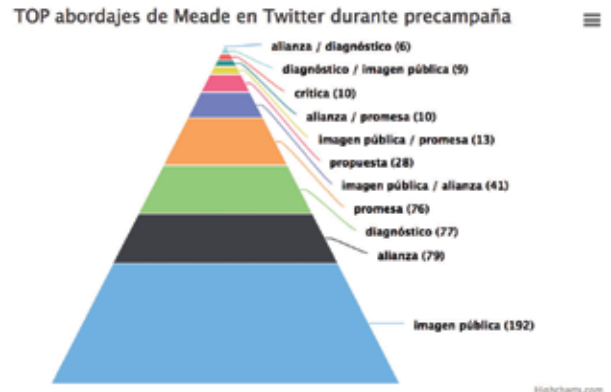 TOP abordajes de Meade en Twitter durante precampaña
alianza / diagnóstico (6)
diagnóstico / imagen pública (9)
crítica (10)
alianza / promesa (10)
imagen pública / promesa (13)
propuesta (28)
imagen pública / alianza (41)
promesa (76)
diagnóstico (77)
alianza (79)
imagen pública (192)
Highcharts.com